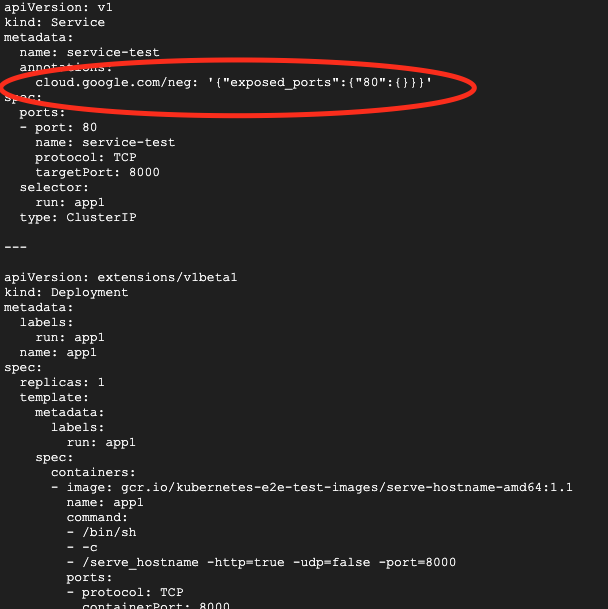 apiVersion: v1
kind: Service
metadata:
  name: service-test
  annotations:
    cloud.google.com/neg: '{"exposed_ports":{"80":{}}}'
spec:
  ports:
  - port: 80
    name: service-test
    protocol: TCP
    targetPort: 8000
  selector:
    run: app1
  type: ClusterIP

---

apiVersion: extensions/v1beta1
kind: Deployment
metadata:
  labels:
    run: app1
  name: app1
spec:
  replicas: 1
  template:
    metadata:
      labels:
        run: app1
    spec:
      containers:
      - image: gcr.io/kubernetes-e2e-test-images/serve-hostname-amd64:1.1
        name: app1
        command:
        - /bin/sh
        - -c
        - /serve_hostname -http=true -udp=false -port=8000
        ports:
        - protocol: TCP
          containerPort: 8000